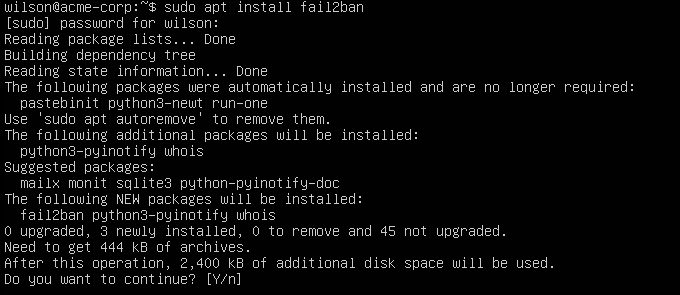 wilson@acme-corp:~$ sudo apt install fail2ban
[sudo] password for wilson:
Reading package lists... Done
Building dependency tree
Reading state information... Done
The following packages were automatically installed and are no longer required:
  pastebinit python3-newt run-one
Use 'sudo apt autoremove' to remove them.
The following additional packages will be installed:
  python3-pyinotify whois
Suggested packages:
  mailx monit sqlite3 python-pyinotify-doc
The following NEW packages will be installed:
  fail2ban python3-pyinotify whois
0 upgraded, 3 newly installed, 0 to remove and 45 not upgraded.
Need to get 444 kB of archives.
After this operation, 2,400 kB of additional disk space will be used.
Do you want to continue? [Y/n]